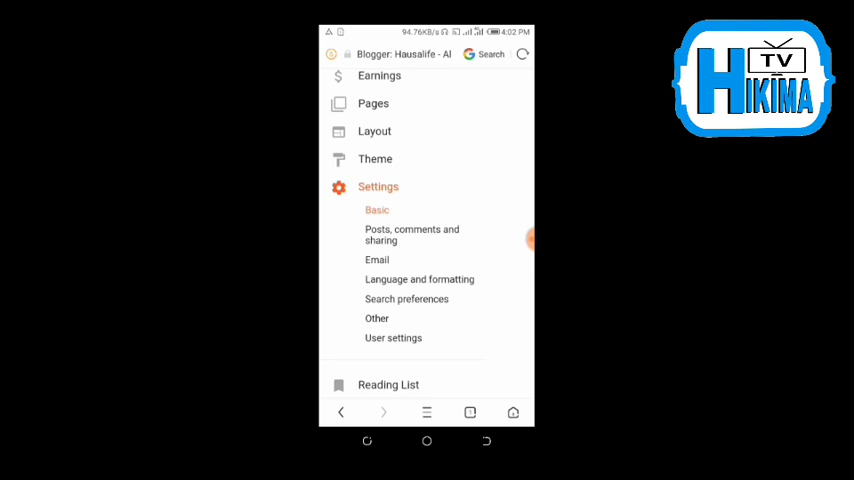 94.76KB/s 4:02 PM
Blogger: Hausalife - Al
Search
TV
HIKIMA
Earnings
Pages
Layout
Theme
Settings
Basic
Posts, comments and
sharing
Email
Language and formatting
Search preferences
Other
User settings
Reading List